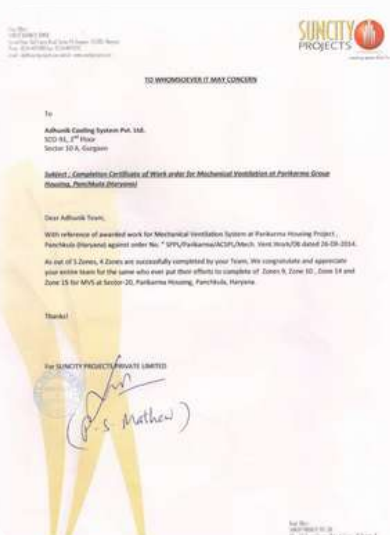 SUNCITY
PROJECTS
TO WHOMSOEVER IT MAY CONCERN
To
Adhunik Cooling System Pvt. Ltd.
SCO-91, 2nd Floor
Sector 10 A, Gurgaon
Subject : Completion Certificate of Work order for Mechanical Ventilation at Parikarma Group
Housing, Panchkula (Haryana)
Dear Adhunik Team,
With reference of awarded work for Mechanical Ventilation System at Parikarma Housing Project ,
Panchkula (Haryana) against order No. " SPPL/Parikarma/ACSPL/Mech. Vent.Work/08 dated 26-08-2014.
As out of 5 Zones, 4 Zones are successfully completed by your Team, We congratulate and appreciate
your entire team for the same who ever put their efforts to complete of Zones 9, Zone 10 , Zone 14 and
Zone 15 for MVS at Sector-20, Parikarma Housing, Panchkula, Haryana.
Thanks!
For SUNCITY PROJECTS PRIVATE LIMITED
(P. S. Mathew)